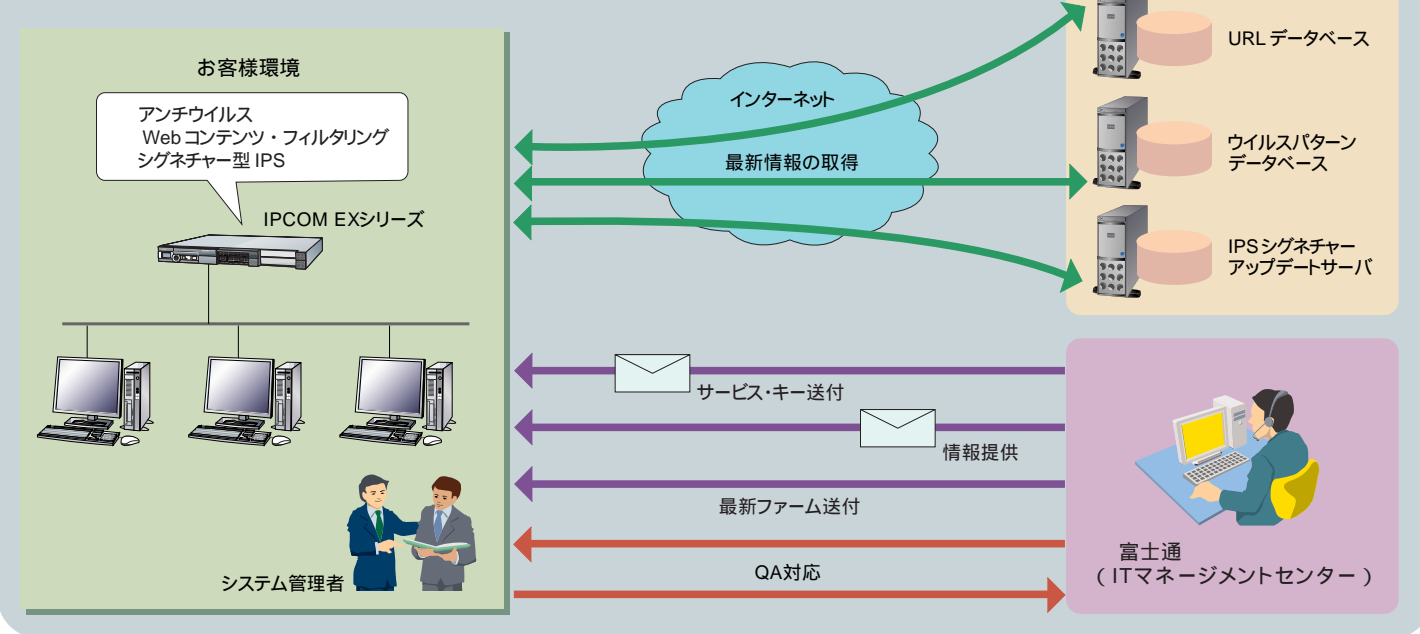 お客様環境
アンチウイルス
Webコンテンツ・フィルタリング
シグネチャー型 IPS
IPCOM EXシリーズ
インターネット
最新情報の取得
URL データベース
ウイルスパターン
データベース
IPSシグネチャー
アップデートサーバ
サービス・キー送付
情報提供
最新ファーム送付
QA対応
システム管理者
富士通
( ITマネージメントセンター )